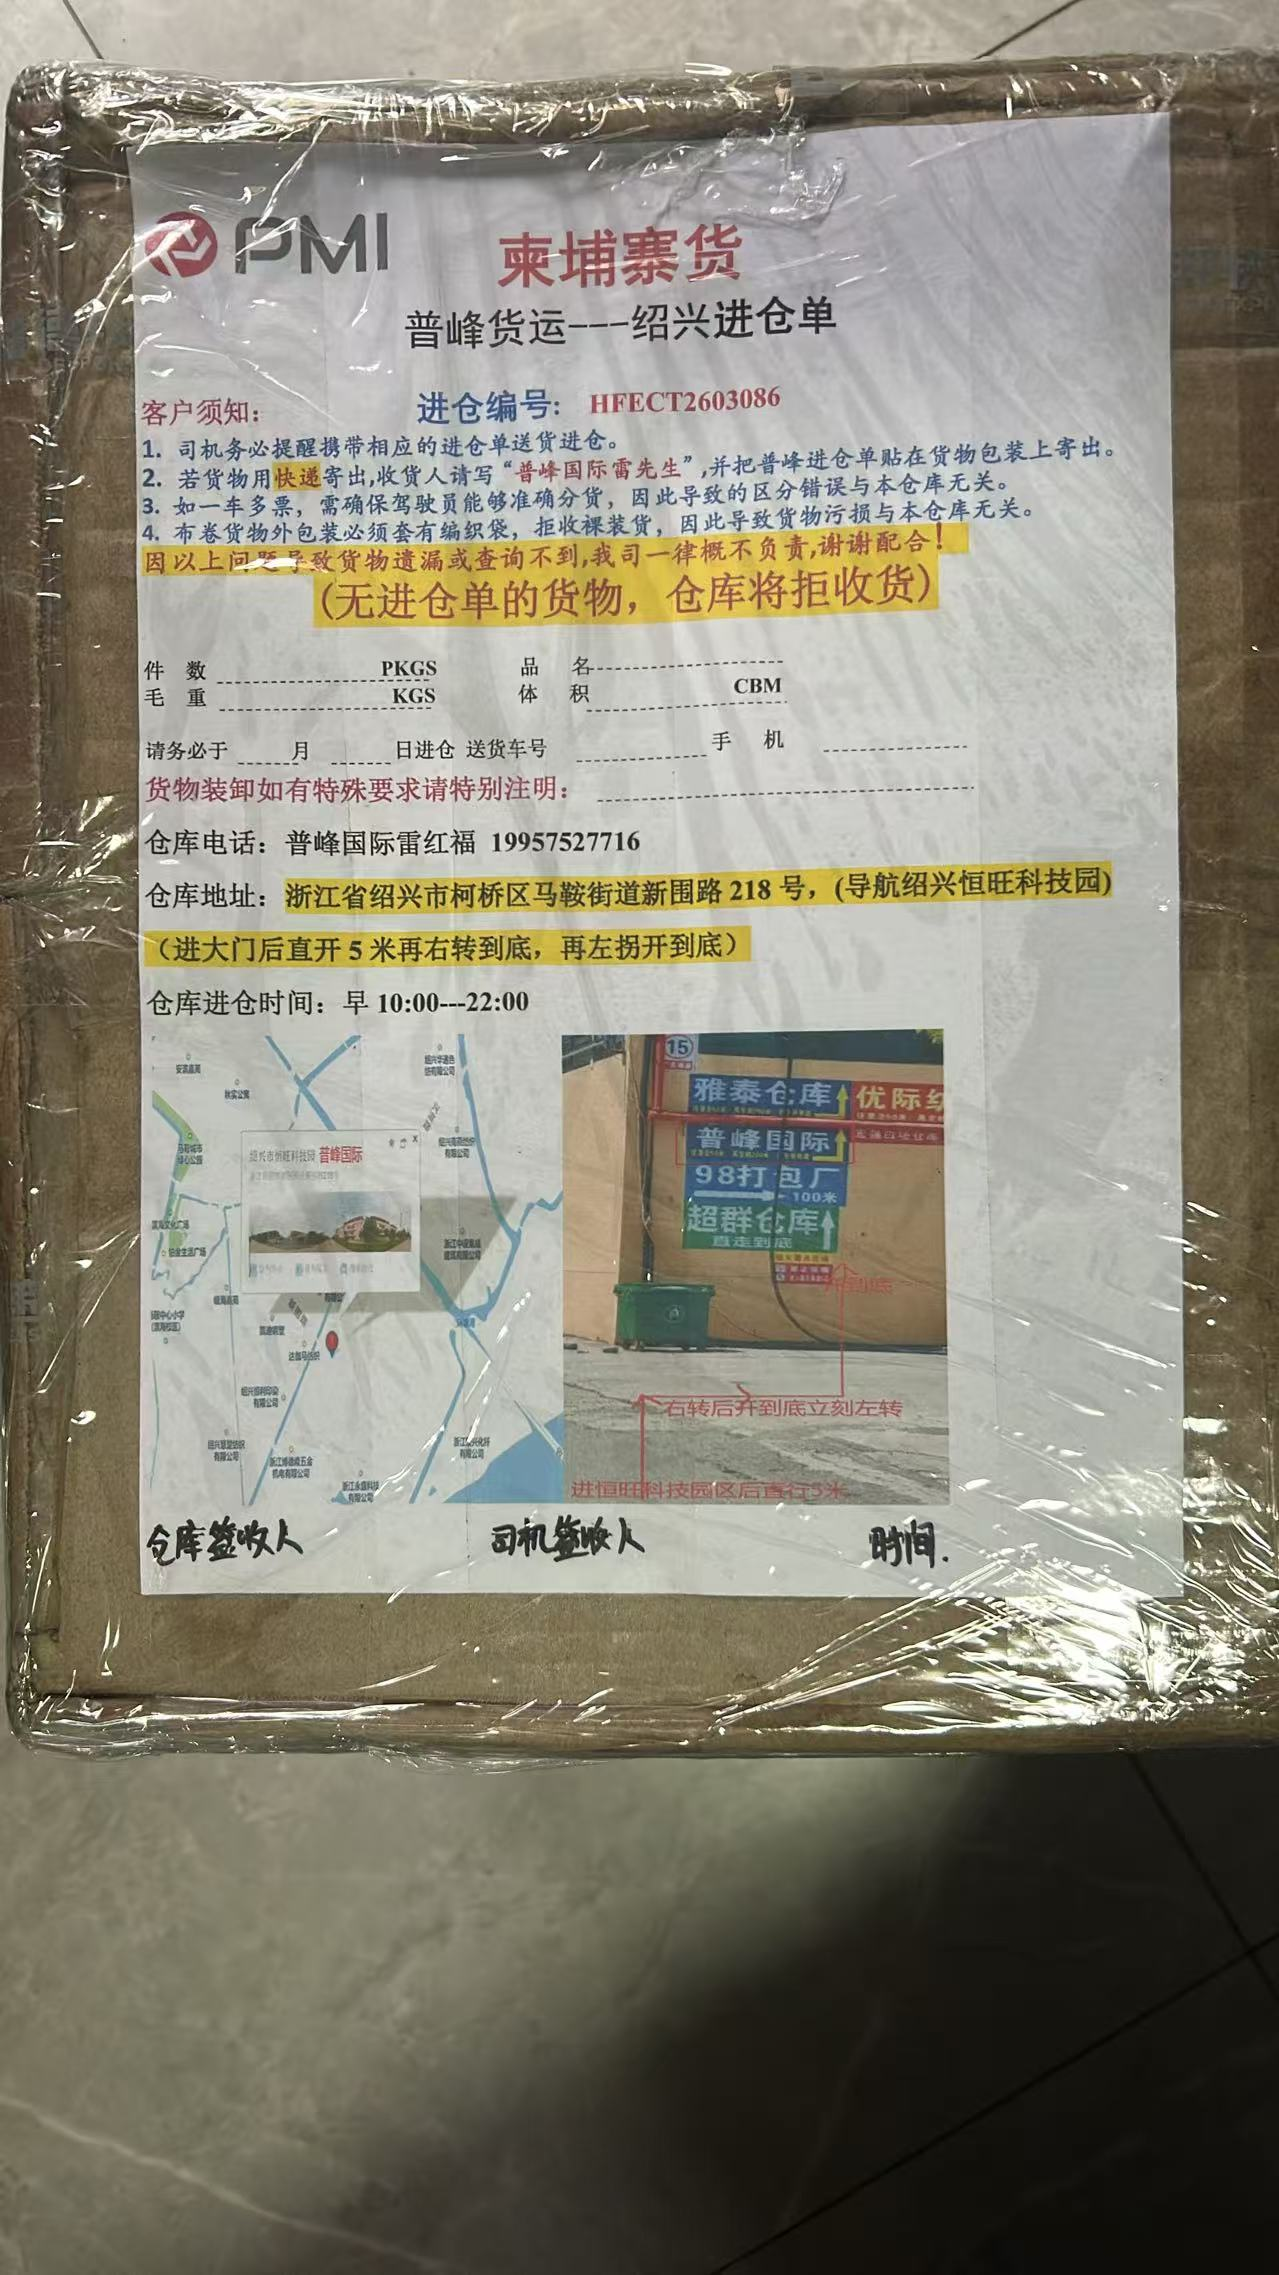 PMI
柬埔寨货
普峰货运---绍兴进仓单
客户须知：
进仓编号： HFECT2603086
1. 司机务必提醒携带相应的进仓单送货进仓。
2. 若货物用快递寄出,收货人请写“普峰国际雷先生”,并把普峰进仓单贴在货物包装上寄出。
3. 如一车多票，需确保驾驶员能够准确分货，因此导致的区分错误与本仓库无关。
4. 布卷货物外包装必须套有编织袋，拒收裸装货，因此导致货物污损与本仓库无关。
因以上问题导致货物遗漏或查询不到,我司一律概不负责,谢谢配合！
(无进仓单的货物，仓库将拒收货)
件 数 PKGS 品 名
毛 重 KGS 体 积 CBM
请务必于 月 日进仓 送货车号 手 机
货物装卸如有特殊要求请特别注明：
仓库电话：普峰国际雷红福 19957527716
仓库地址：浙江省绍兴市柯桥区马鞍街道新围路 218 号，(导航绍兴恒旺科技园)
（进大门后直开 5 米再右转到底，再左拐开到底）
仓库进仓时间：早 10:00---22:00
绍兴市恒旺科技园 普峰国际
15
雅泰仓库
优际纺
普峰国际
98打包厂
100米
超群仓库
直走到底
开到底
右转后开到底立刻左转
进恒旺科技园区后直行5米
仓库签收人 司机签收人 时间.